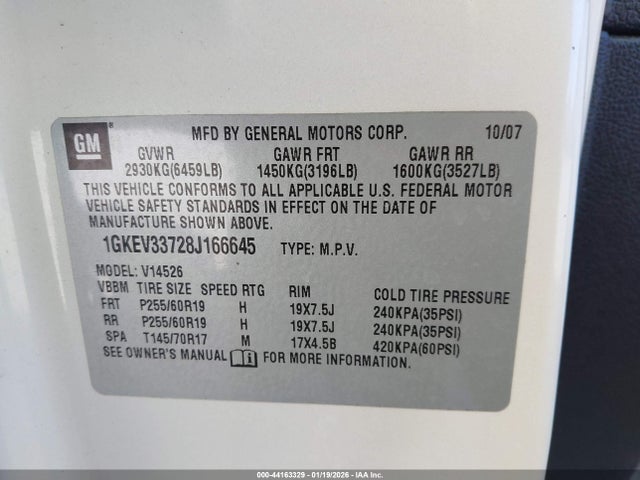 GM
MFD BY GENERAL MOTORS CORP. 10/07
GVWR GAWR FRT GAWR RR
2930KG(6459LB) 1450KG(3196LB) 1600KG(3527LB)
THIS VEHICLE CONFORMS TO ALL APPLICABLE U.S. FEDERAL MOTOR
VEHICLE SAFETY STANDARDS IN EFFECT ON THE DATE OF
MANUFACTURE SHOWN ABOVE.
1GKEV33728J166645 TYPE: M.P.V.
MODEL: V14526
VBBM TIRE SIZE SPEED RTG RIM COLD TIRE PRESSURE
FRT P255/60R19 H 19X7.5J 240KPA(35PSI)
RR P255/60R19 H 19X7.5J 240KPA(35PSI)
SPA T145/70R17 M 17X4.5B 420KPA(60PSI)
SEE OWNER'S MANUAL FOR MORE INFORMATION.
000-44163329 - 01/19/2026 - IAA Inc.